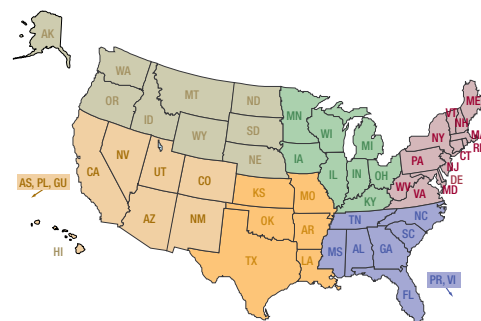 AK
WA
MT
ND
MN
ME
VT
NH
OR
ID
SD
WI
NY
MA
WY
MI
RI
NE
IA
PA
CT
NV
IL
IN
OH
NJ
CA
UT
CO
DE
AS, PL, GU
KS
MO
WV
VA
MD
KY
AZ
NM
OK
AR
TN
NC
SC
HI
TX
LA
MS
AL
GA
PR, VI
FL